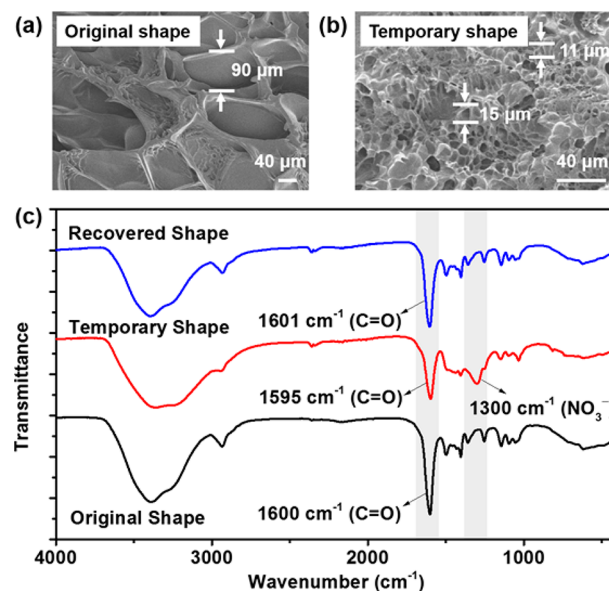 (a) Original shape
90 μm
40 μm
(b) Temporary shape
11 μm
15 μm
40 μm
(c)
Recovered Shape
1601 cm⁻¹ (C=O)
Temporary Shape
1595 cm⁻¹ (C=O)
1300 cm⁻¹ (NO₃⁻
1600 cm⁻¹ (C=O)
Original Shape
Transmittance
4000 3000 2000 1000
Wavenumber (cm⁻¹)